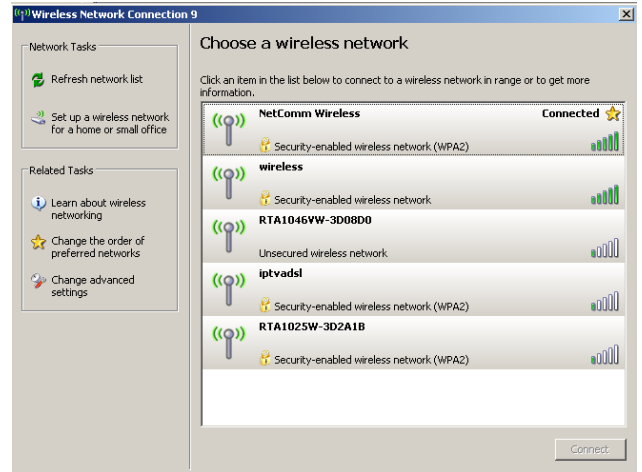 Wireless Network Connection 9
Network Tasks
Refresh network list
Set up a wireless network
for a home or small office
Related Tasks
Learn about wireless
networking
Change the order of
preferred networks
Change advanced
settings
Choose a wireless network
Click an item in the list below to connect to a wireless network in range or to get more
information.
NetComm Wireless Connected
Security-enabled wireless network (WPA2)
wireless
Security-enabled wireless network
RTA1046VW-3D08D0
Unsecured wireless network
iptvadsl
Security-enabled wireless network (WPA2)
RTA1025W-3D2A1B
Security-enabled wireless network (WPA2)
Connect